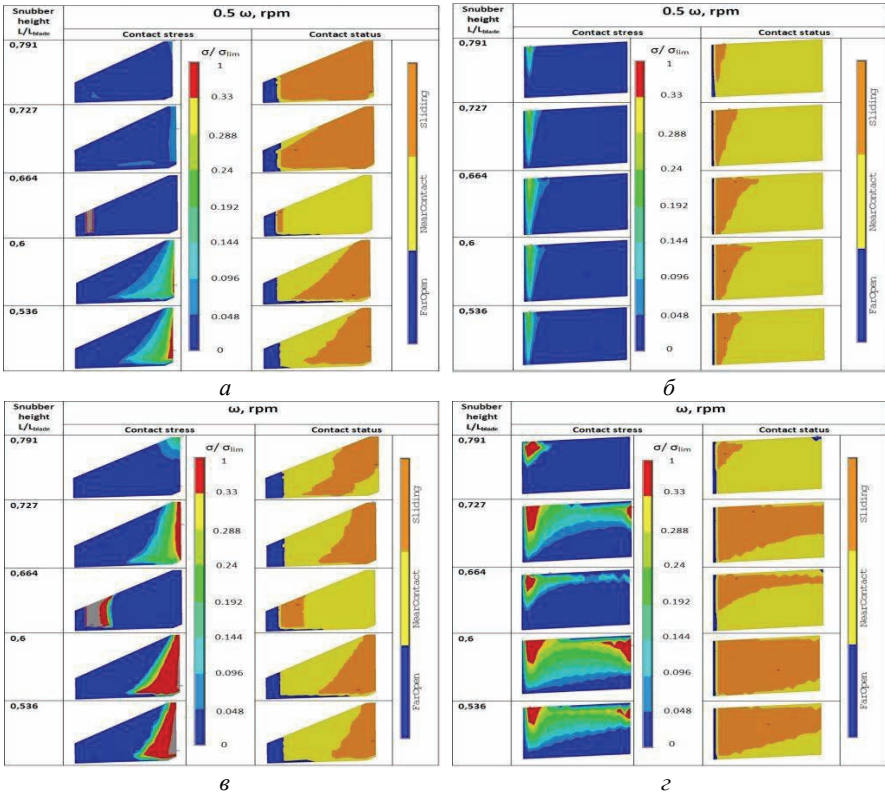 Snubber
height
L/L_blade
0.5 ω, rpm
Contact stress
Contact status
0,791
0,727
0,664
0,6
0,536
σ/ σ_lim
1
0.33
0.288
0.24
0.192
0.144
0.096
0.048
0
Sliding
NearContact
FarOpen
а
Snubber
height
L/L_blade
0.5 ω, rpm
Contact stress
Contact status
0,791
0,727
0,664
0,6
0,536
σ/ σ_lim
1
0.33
0.288
0.24
0.192
0.144
0.096
0.048
0
Sliding
NearContact
FarOpen
б
Snubber
height
L/L_blade
ω, rpm
Contact stress
Contact status
0,791
0,727
0,664
0,6
0,536
σ/ σ_lim
1
0.33
0.288
0.24
0.192
0.144
0.096
0.048
0
Sliding
NearContact
FarOpen
в
Snubber
height
L/L_blade
ω, rpm
Contact stress
Contact status
0,791
0,727
0,664
0,6
0,536
σ/ σ_lim
1
0.33
0.288
0.24
0.192
0.144
0.096
0.048
0
Sliding
NearContact
FarOpen
г